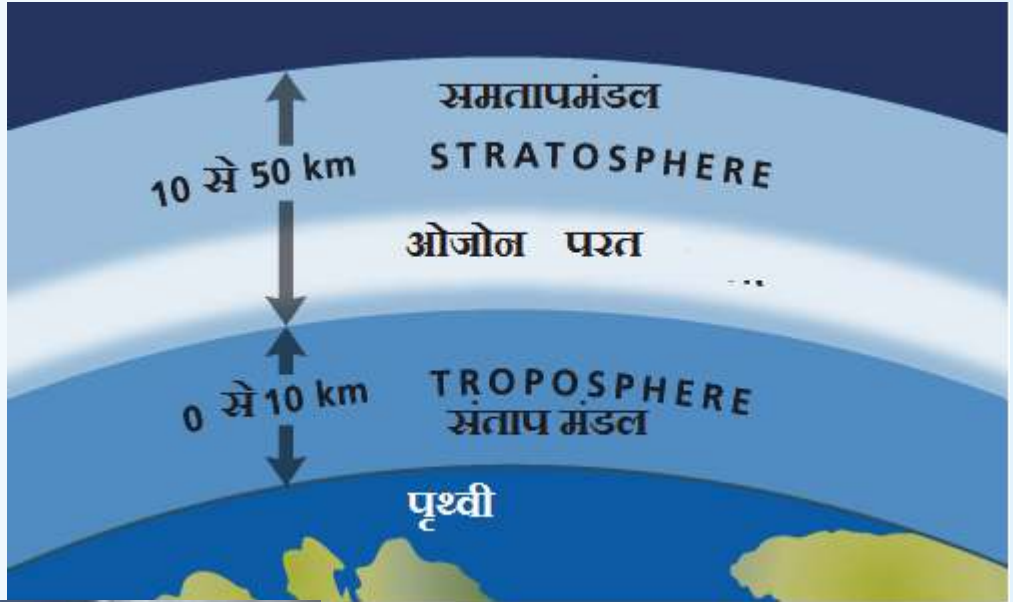 समतापमंडल
STRATOSPHERE
10 से 50 km
ओजोन परत
TROPOSPHERE
0 से 10 km
संताप मंडल
पृथ्वी